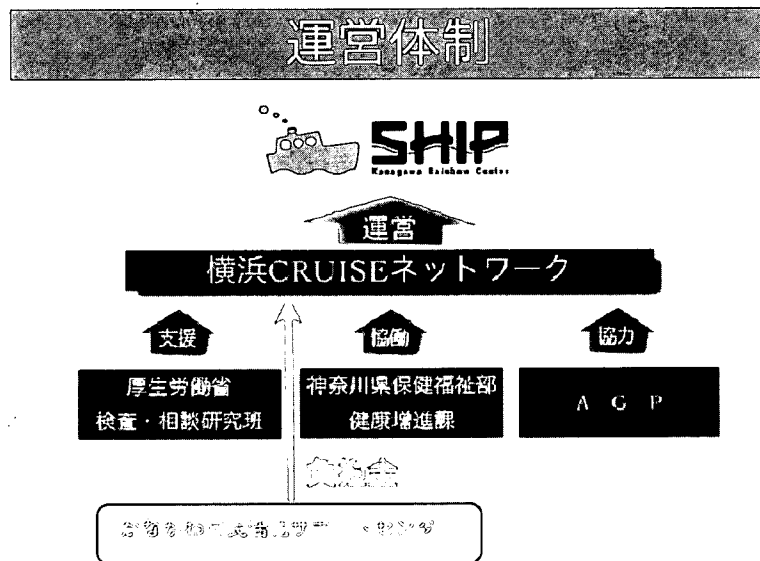 運営体制
SHIP
Kanagawa Rainbow Center
運営
横浜CRUISEネットワーク
支援
協働
協力
厚生労働省
検査・相談研究班
神奈川県保健福祉部
健康増進課
AGP